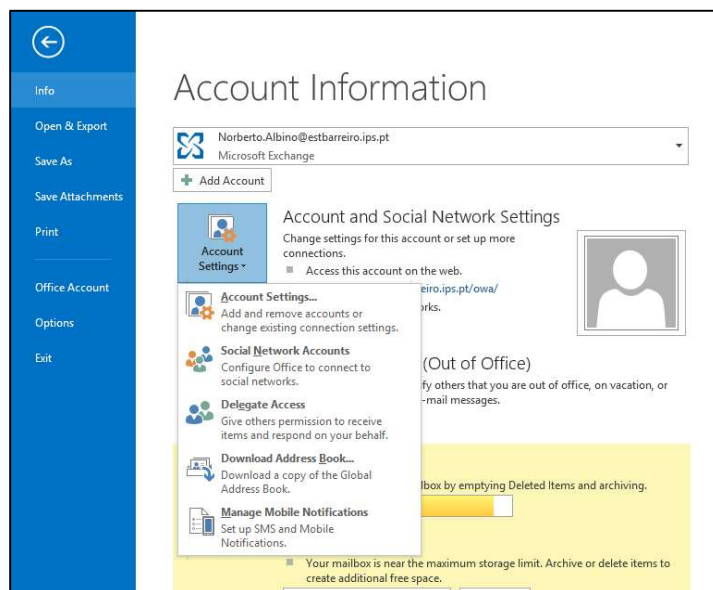 Info
Open & Export
Save As
Save Attachments
Print
Office Account
Options
Exit
Account Information
Norberto.Albino@estbarreiro.ips.pt
Microsoft Exchange
Add Account
Account
Settings
Account and Social Network Settings
Change settings for this account or set up more
connections.
Access this account on the web.
eiro.ips.pt/owa/
rks.
Account Settings...
Add and remove accounts or
change existing connection settings.
Social Network Accounts
Configure Office to connect to
social networks.
Delegate Access
Give others permission to receive
items and respond on your behalf.
Download Address Book...
Download a copy of the Global
Address Book.
Manage Mobile Notifications
Set up SMS and Mobile
Notifications.
(Out of Office)
fy others that you are out of office, on vacation, or
-mail messages.
lbox by emptying Deleted Items and archiving.
Your mailbox is near the maximum storage limit. Archive or delete items to
create additional free space.